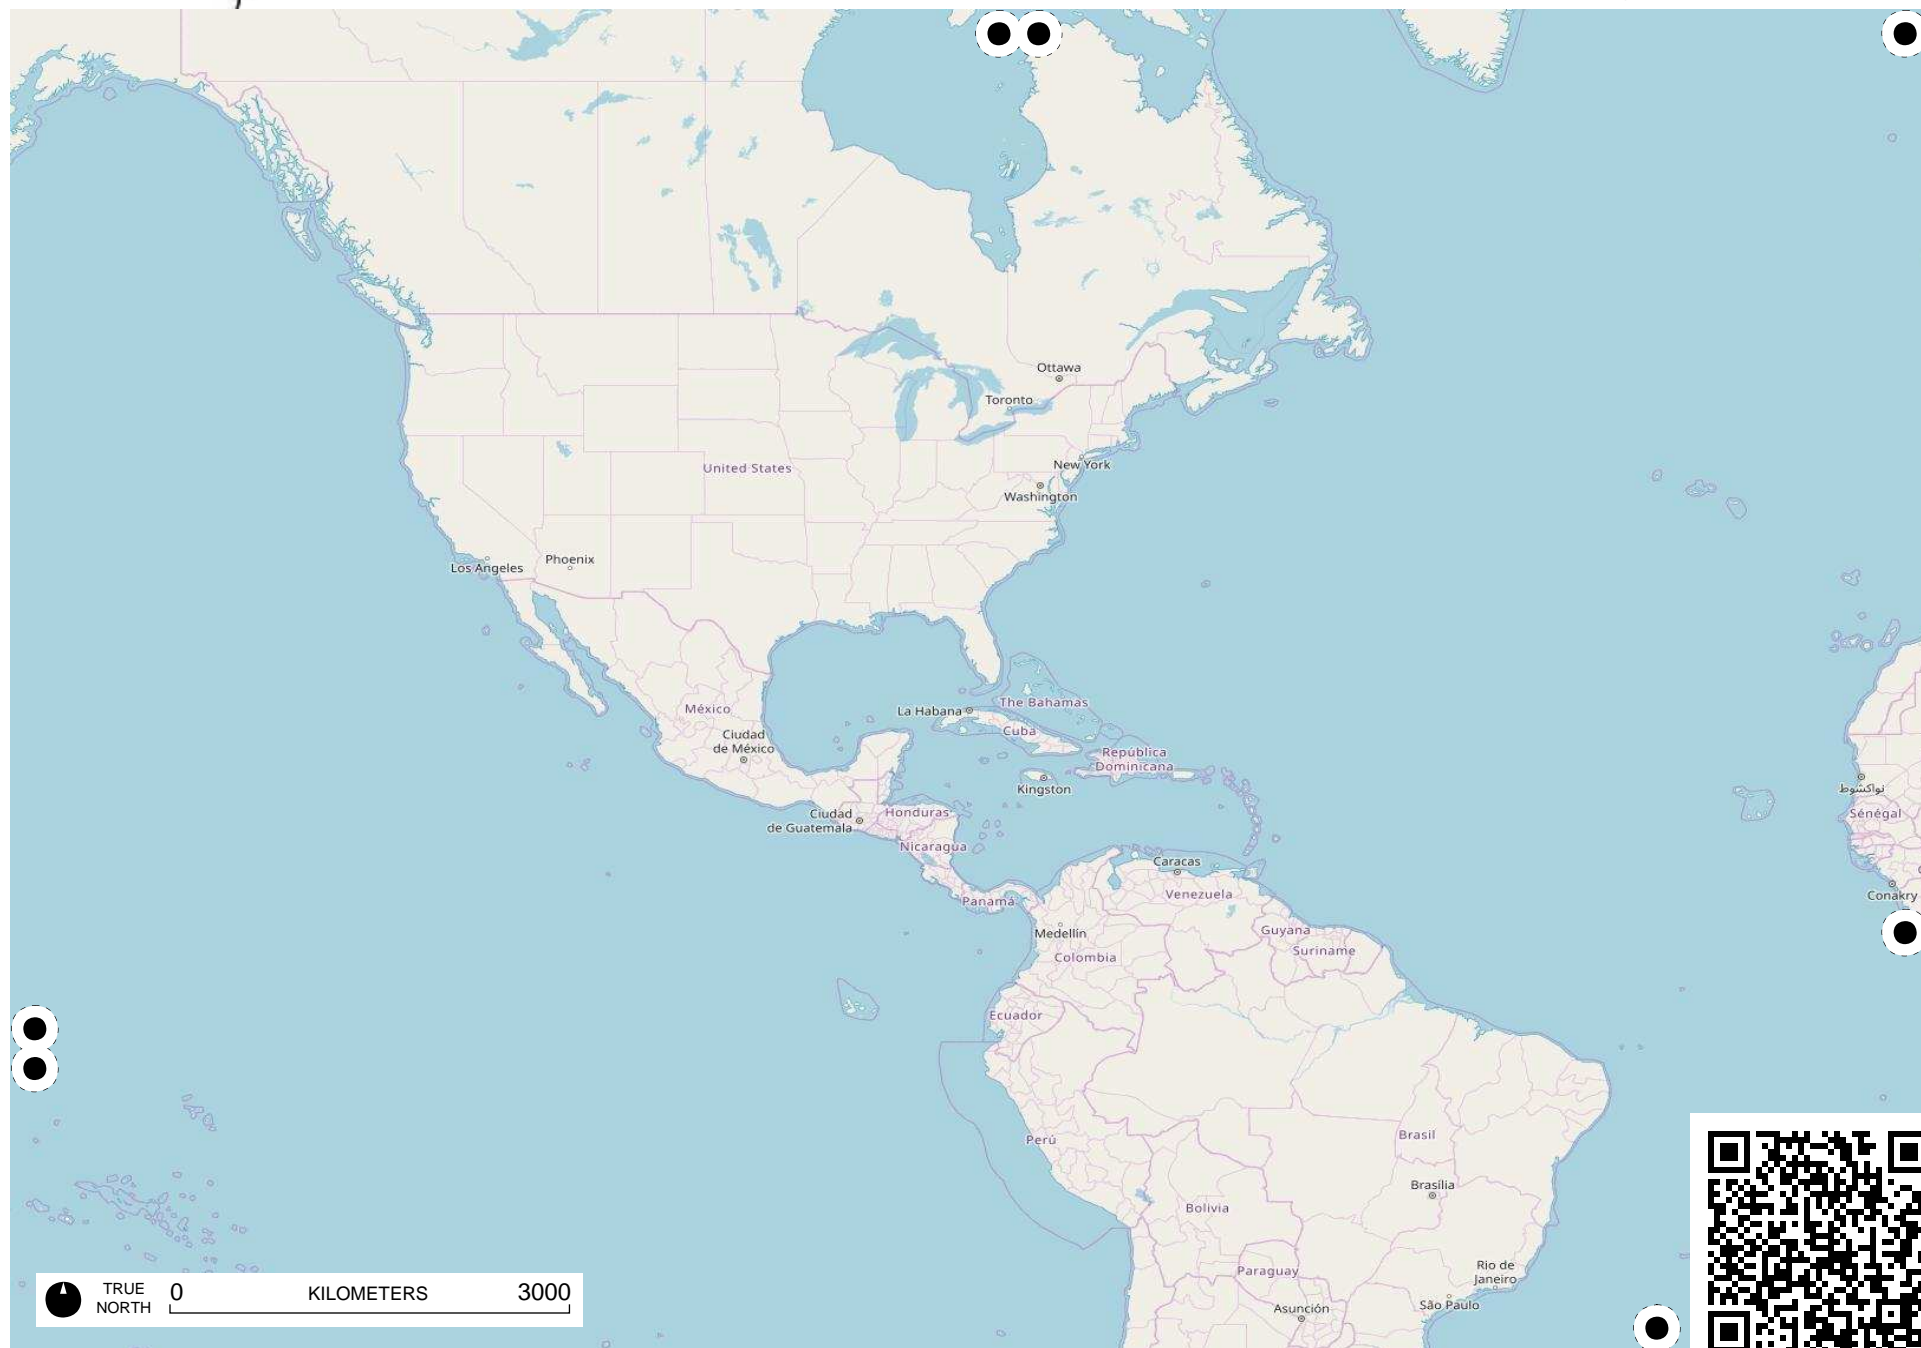 Ottawa
Toronto
New York
United States
Washington
Phoenix
Los Angeles
The Bahamas
México
La Habana
Cuba
Ciudad
de México
República
Dominicana
Kingston
نواكشوط
Ciudad
de Guatemala
Honduras
Sénégal
Nicaragua
Caracas
Venezuela
Conakry
Panamá
Medellín
Guyana
Suriname
Colombia
Ecuador
Perú
Brasil
Brasília
Bolivia
Paraguay
Rio de
Janeiro
São Paulo
Asunción
TRUE
NORTH
0 KILOMETERS 3000